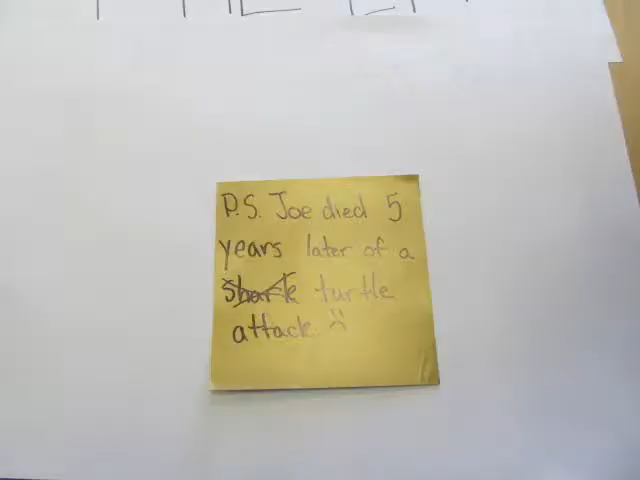 P.S. Joe died 5
years later of a
shark turtle
attack. :(